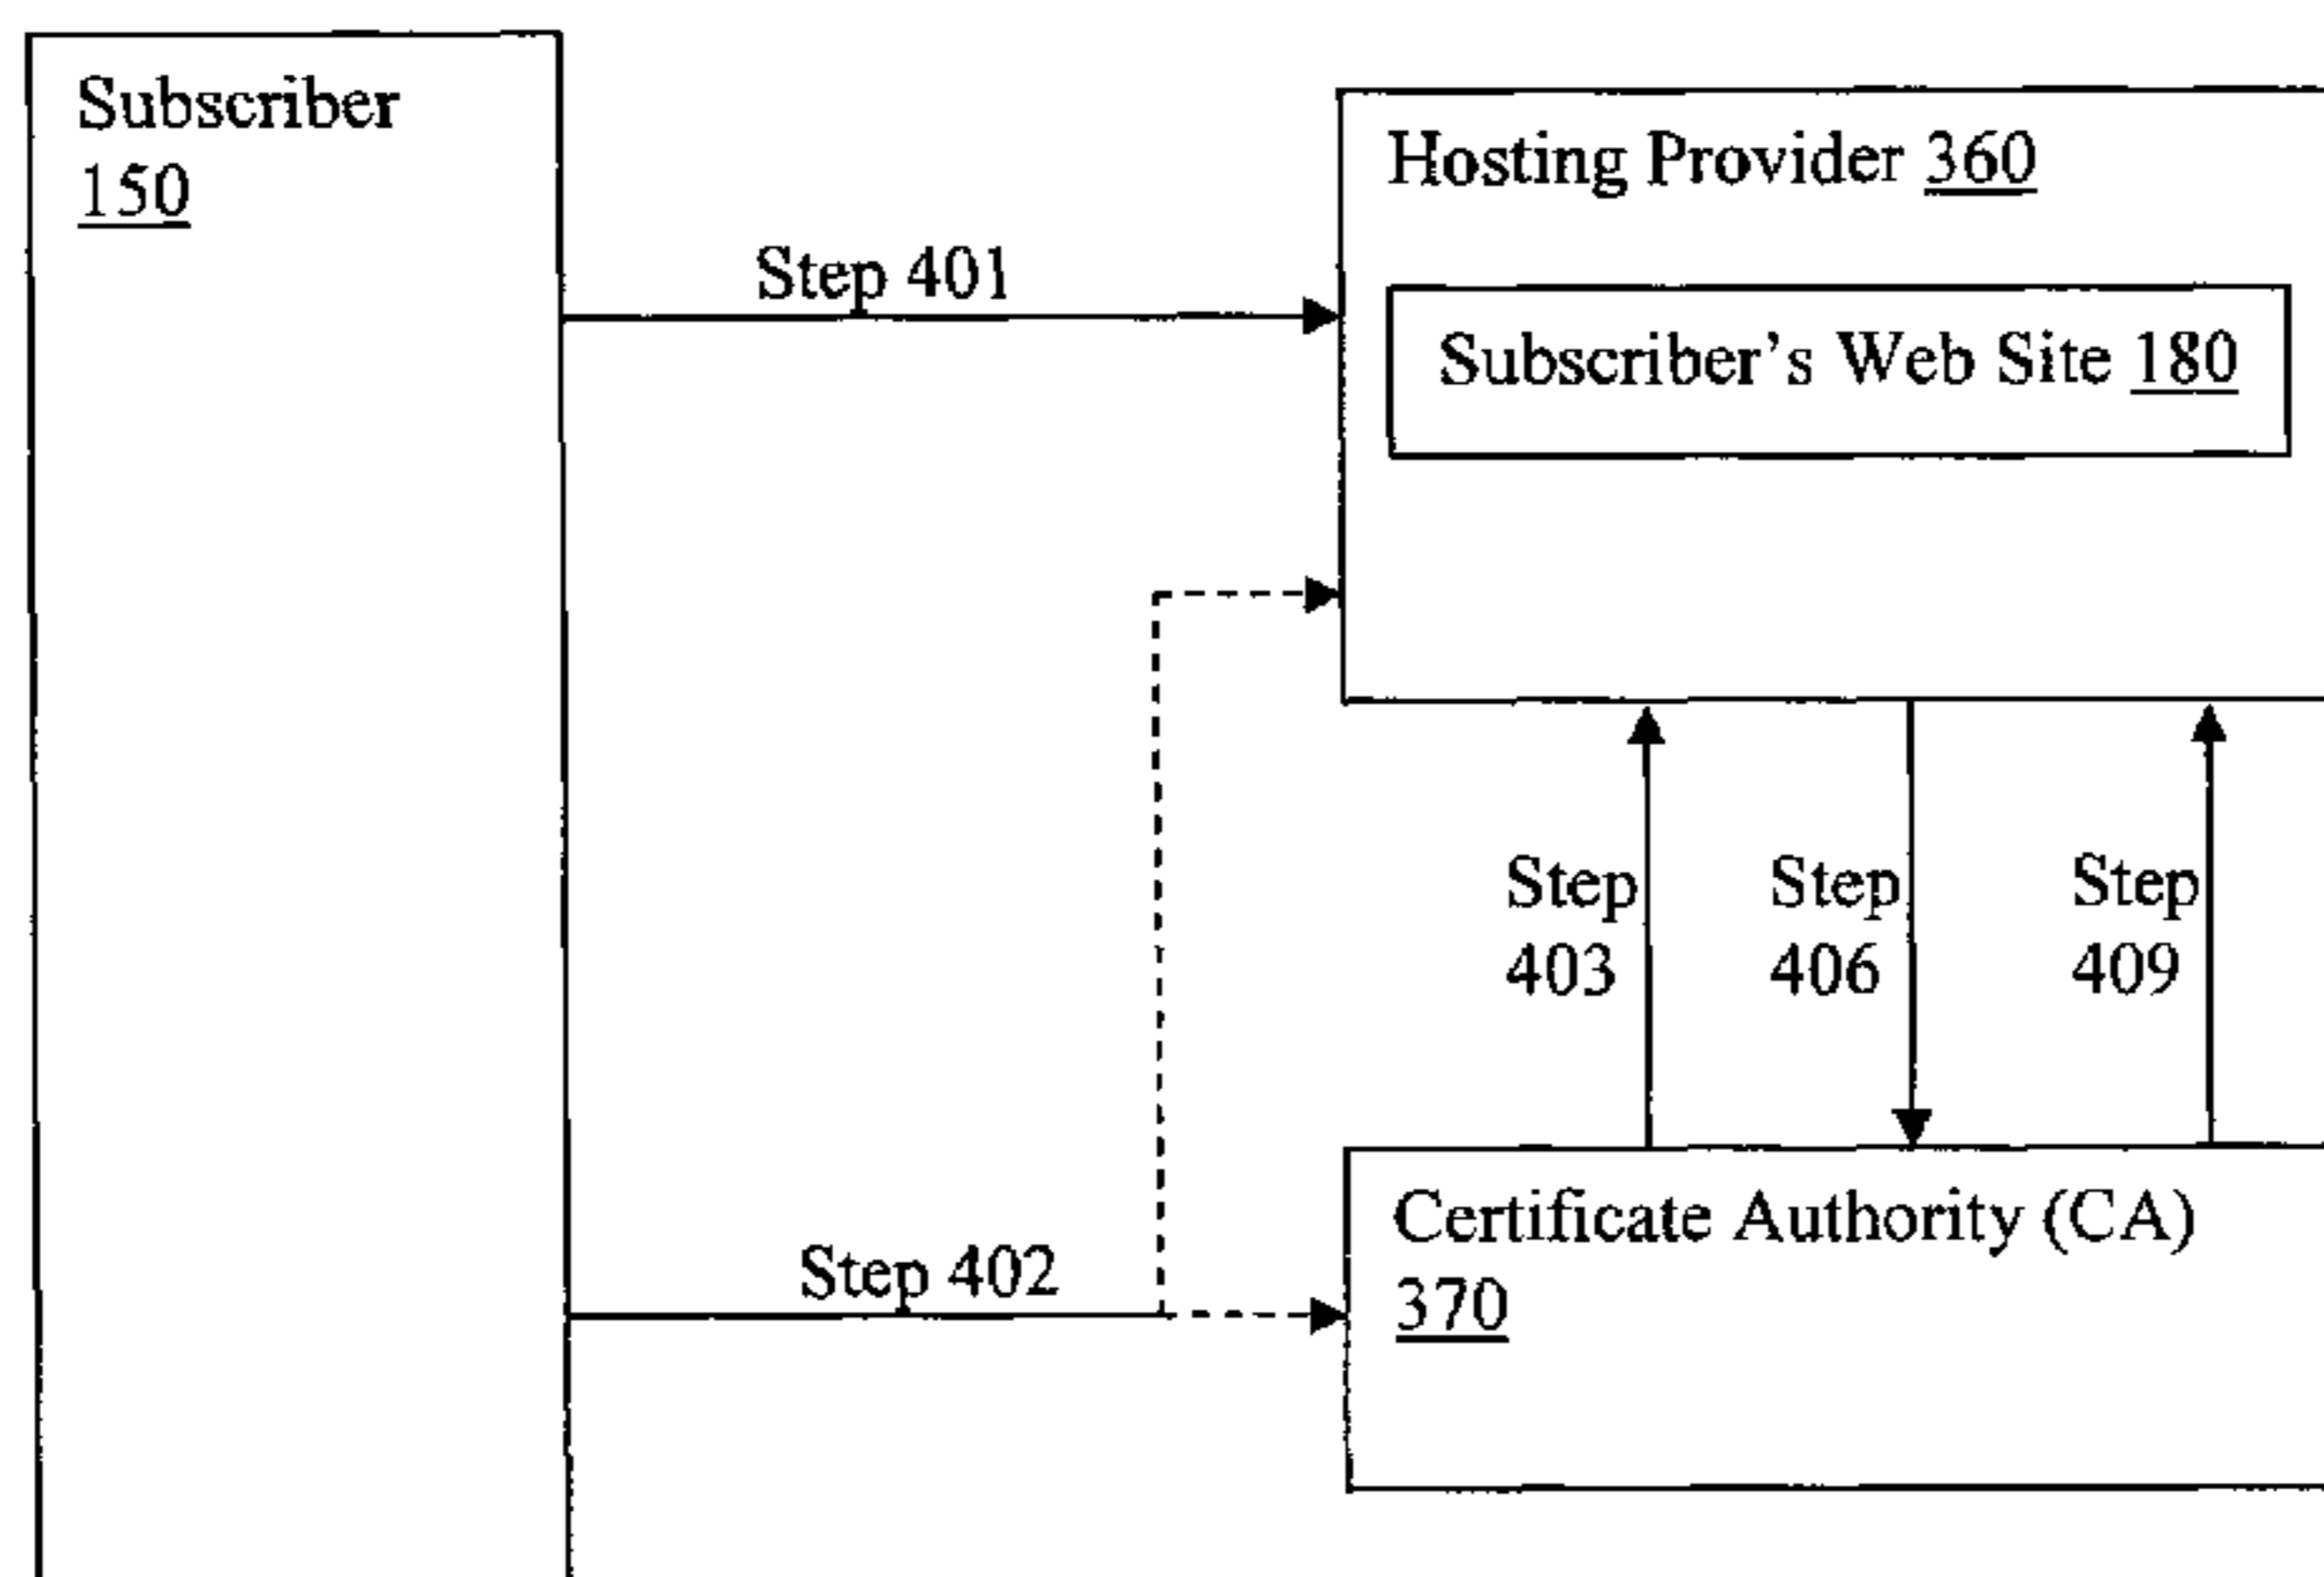 Subscriber
150
Step 401
Hosting Provider 360
Subscriber’s Web Site 180
Step
403
Step
406
Step
409
Step 402
Certificate Authority (CA)
370